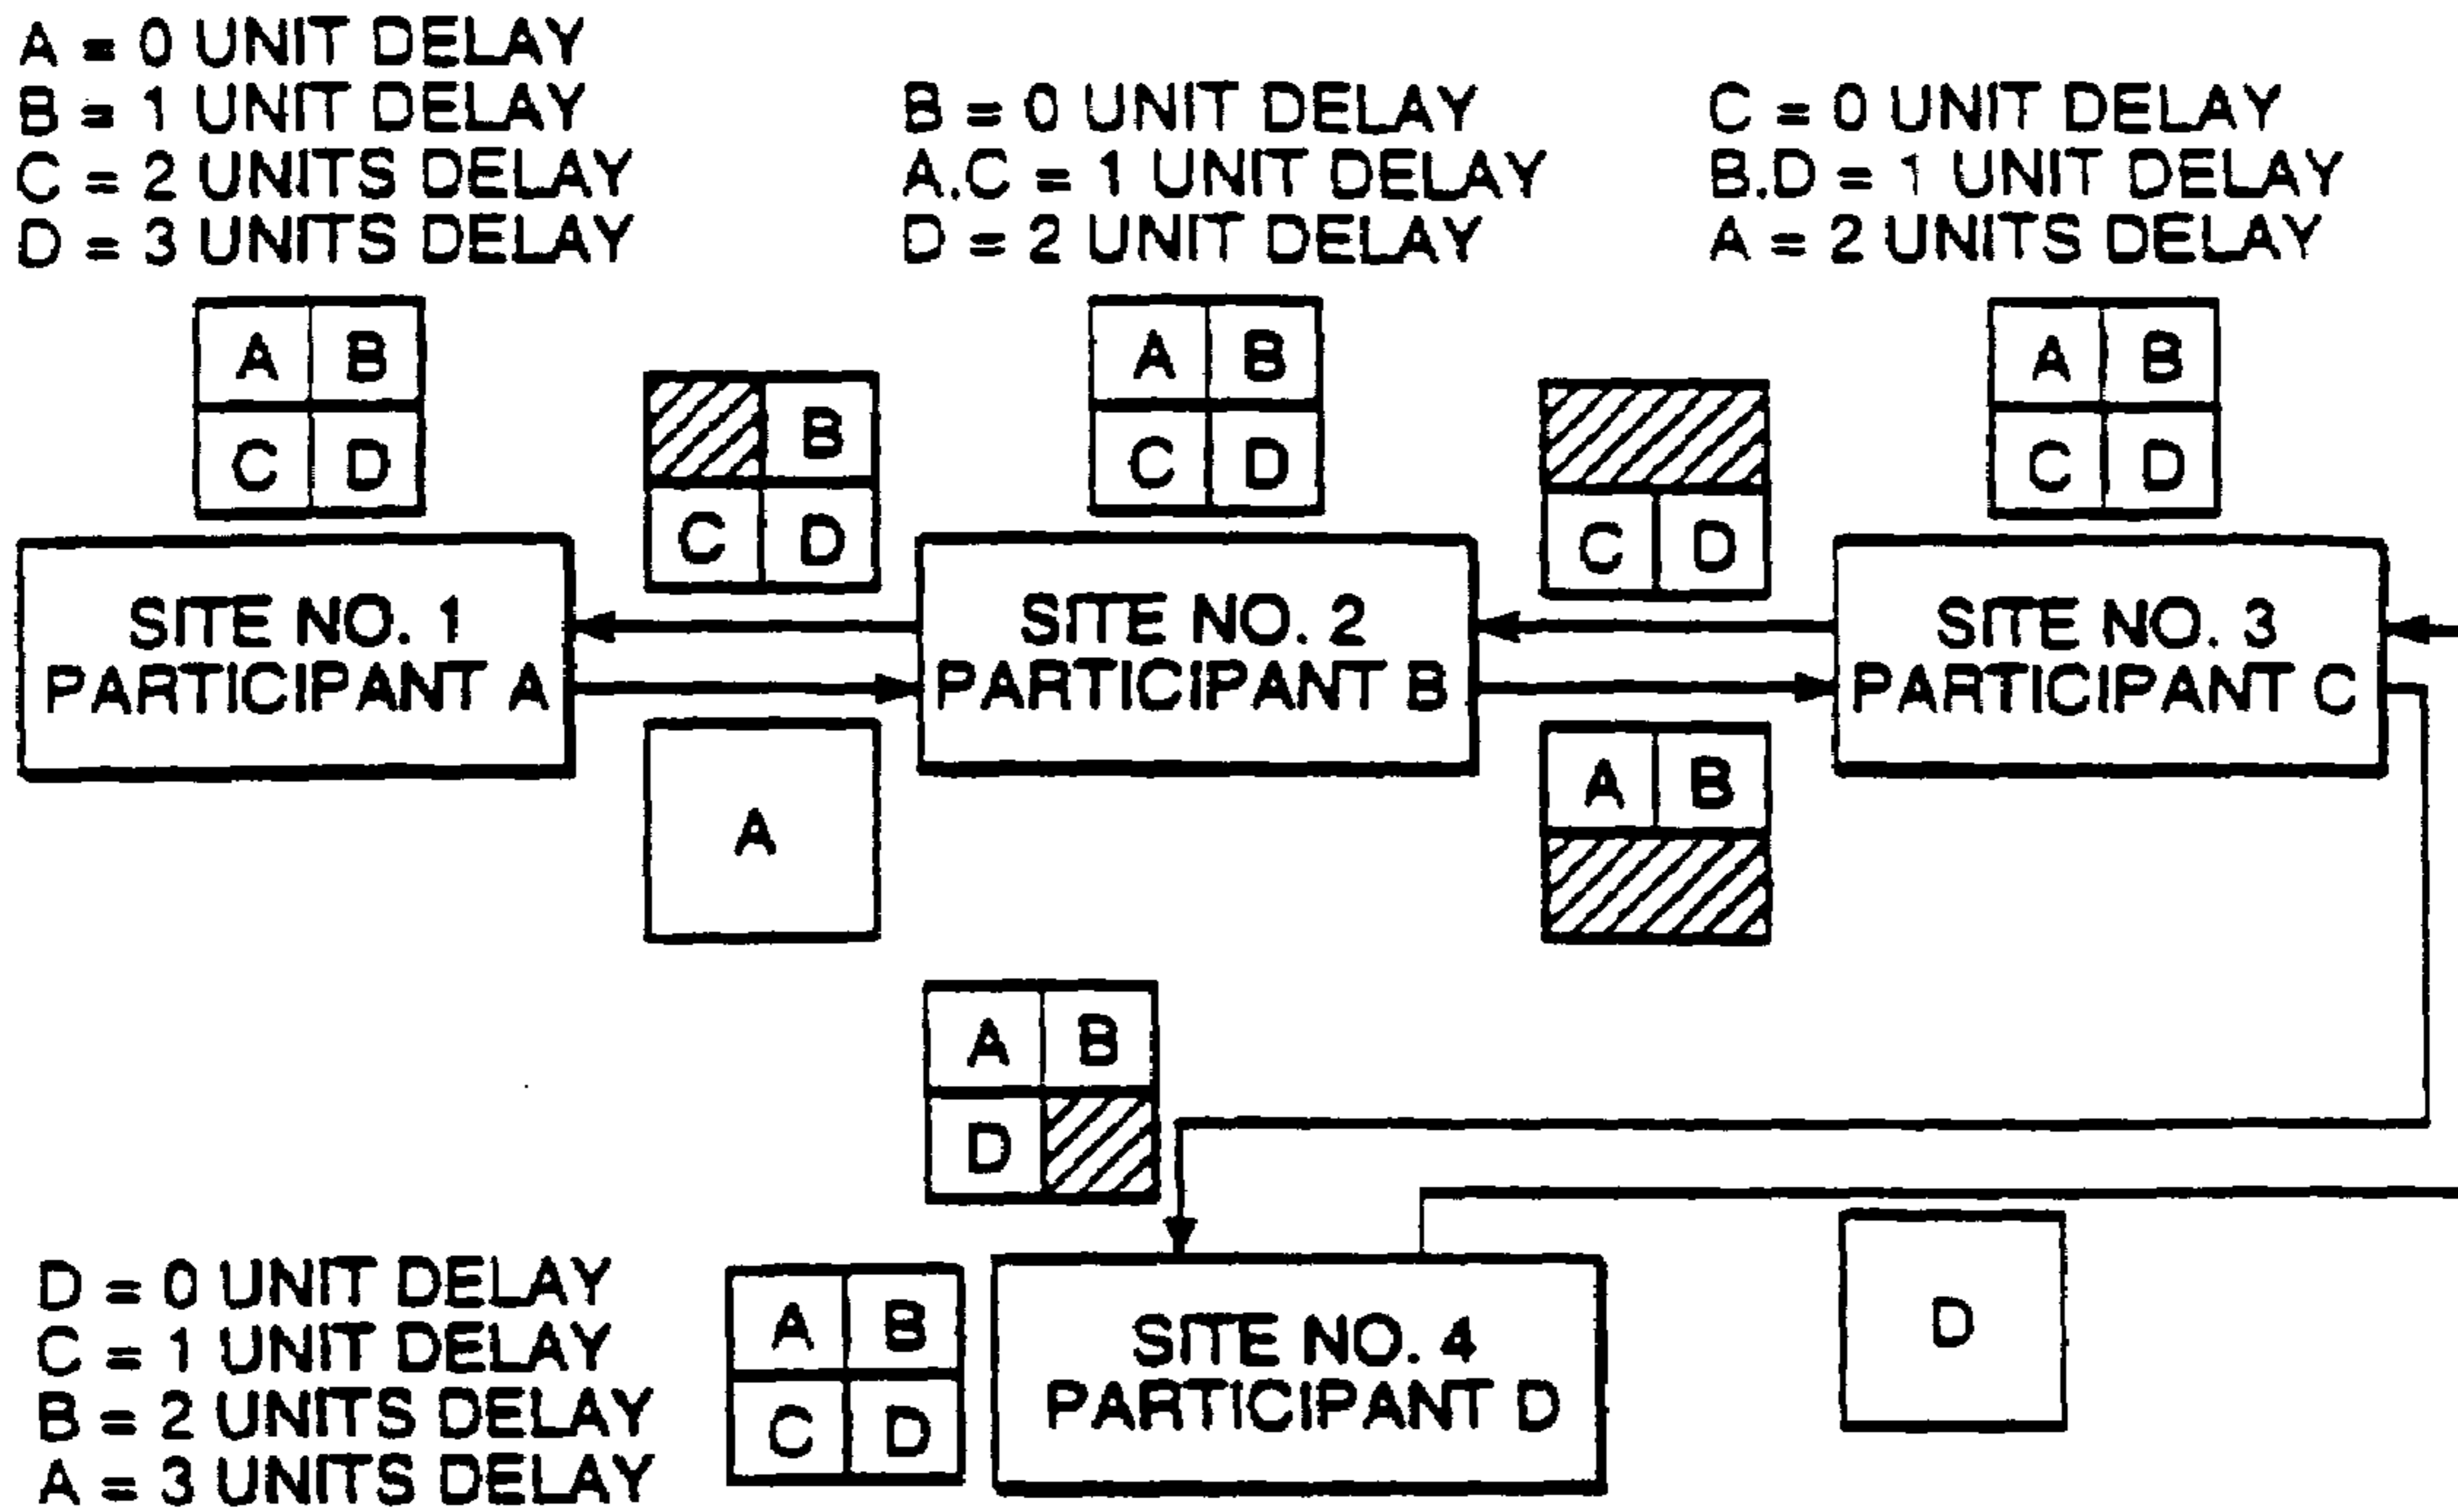 A = 0 UNIT DELAY
B = 1 UNIT DELAY
C = 2 UNITS DELAY
D = 3 UNITS DELAY
B = 0 UNIT DELAY
A.C = 1 UNIT DELAY
D = 2 UNIT DELAY
C = 0 UNIT DELAY
B.D = 1 UNIT DELAY
A = 2 UNITS DELAY
A B
C D
B
C D
A B
C D
C D
A B
C D
SITE NO. 1
PARTICIPANT A
SITE NO. 2
PARTICIPANT B
SITE NO. 3
PARTICIPANT C
A
A B
A B
D
D = 0 UNIT DELAY
C = 1 UNIT DELAY
B = 2 UNITS DELAY
A = 3 UNITS DELAY
A B
C D
SITE NO. 4
PARTICIPANT D
D